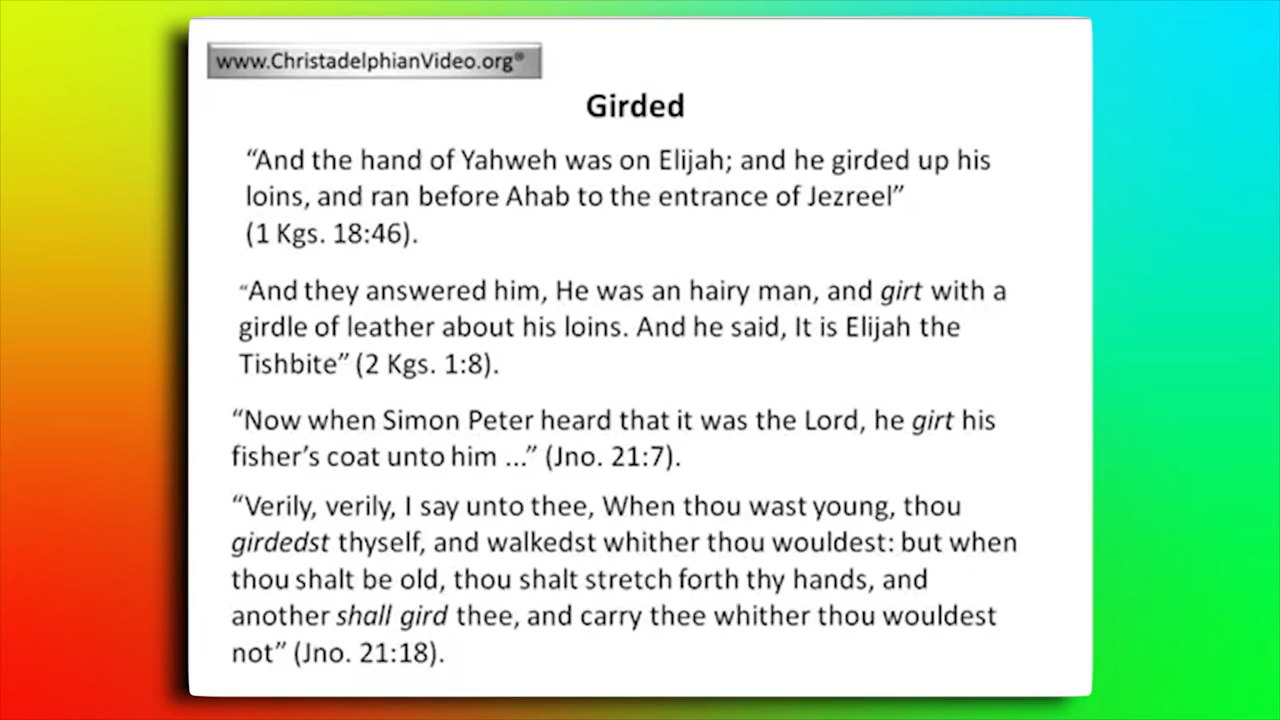 www.ChristadelphianVideo.org®
Girded
“And the hand of Yahweh was on Elijah; and he girded up his
loins, and ran before Ahab to the entrance of Jezreel”
(1 Kgs. 18:46).
“And they answered him, He was an hairy man, and girt with a
girdle of leather about his loins. And he said, It is Elijah the
Tishbite” (2 Kgs. 1:8).
“Now when Simon Peter heard that it was the Lord, he girt his
fisher’s coat unto him ...” (Jno. 21:7).
“Verily, verily, I say unto thee, When thou wast young, thou
girdedst thyself, and walkedst whither thou wouldest: but when
thou shalt be old, thou shalt stretch forth thy hands, and
another shall gird thee, and carry thee whither thou wouldest
not” (Jno. 21:18).